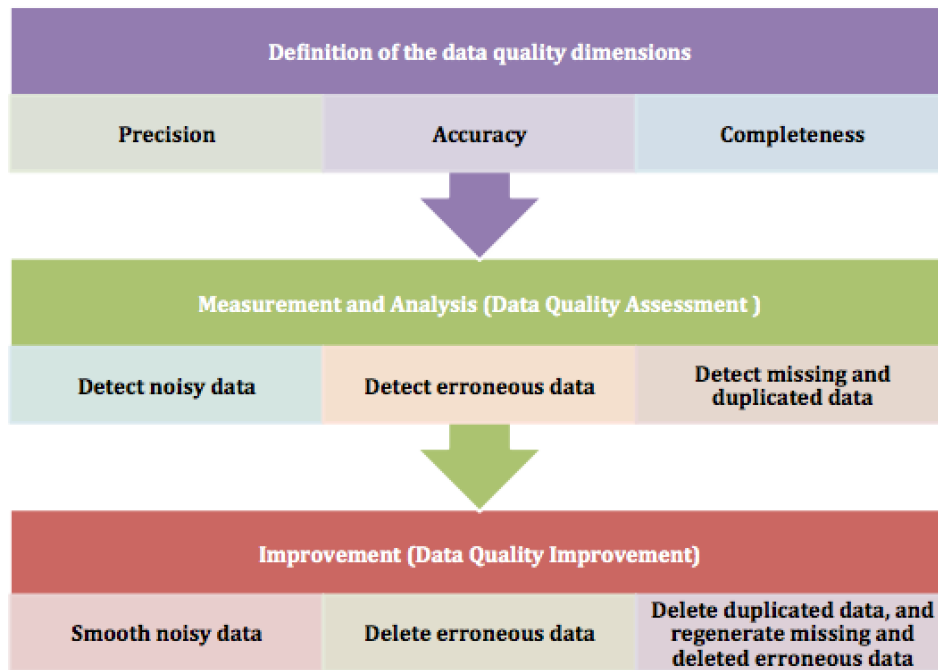 Definition of the data quality dimensions
Precision
Accuracy
Completeness
Measurement and Analysis (Data Quality Assessment )
Detect noisy data
Detect erroneous data
Detect missing and
duplicated data
Improvement (Data Quality Improvement)
Smooth noisy data
Delete erroneous data
Delete duplicated data, and
regenerate missing and
deleted erroneous data